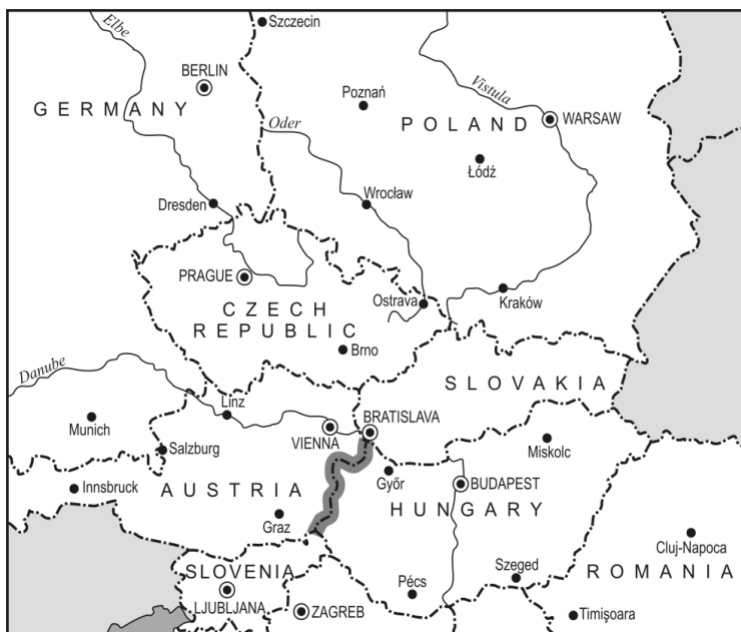 Elbe
Szczecin
BERLIN
GERMANY
Poznań
Vistula
Oder
POLAND
WARSAW
Łódź
Dresden
Wrocław
PRAGUE
CZECH
REPUBLIC
Ostrava
Kraków
Brno
Danube
SLOVAKIA
Linz
BRATISLAVA
Munich
VIENNA
Salzburg
Miskolc
Győr
BUDAPEST
Innsbruck
AUSTRIA
HUNGARY
Graz
Cluj-Napoca
SLOVENIA
Szeged
ROMANIA
Pécs
LJUBLJANA
ZAGREB
Timişoara